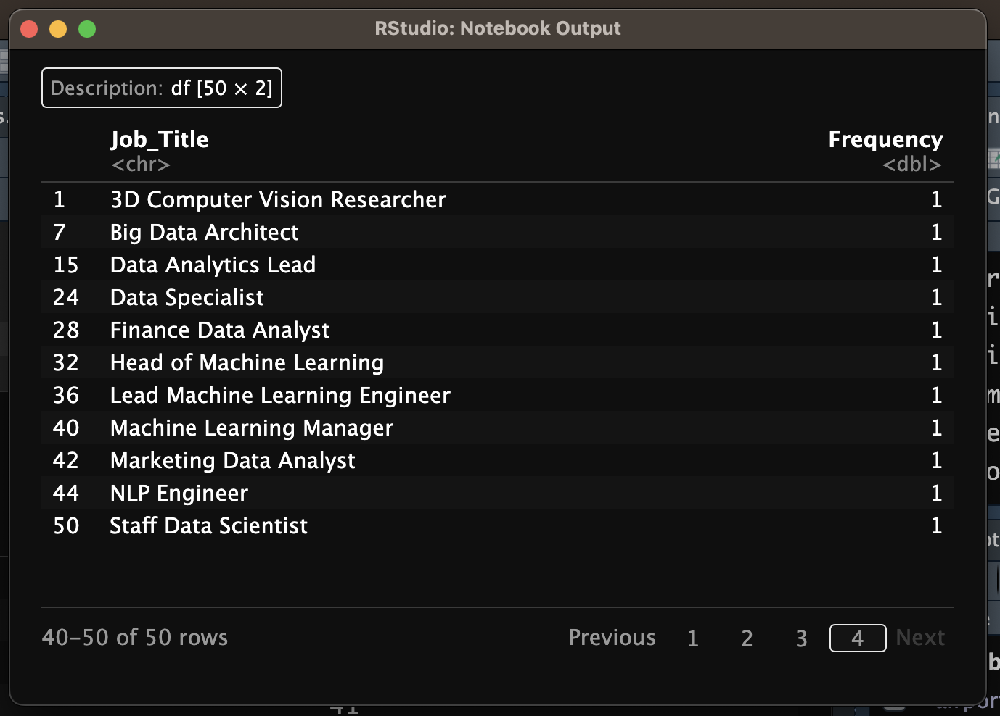 RStudio: Notebook Output
Description: df [50 × 2]
Job_Title Frequency
<chr> <dbl>
1 3D Computer Vision Researcher 1
7 Big Data Architect 1
15 Data Analytics Lead 1
24 Data Specialist 1
28 Finance Data Analyst 1
32 Head of Machine Learning 1
36 Lead Machine Learning Engineer 1
40 Machine Learning Manager 1
42 Marketing Data Analyst 1
44 NLP Engineer 1
50 Staff Data Scientist 1
40–50 of 50 rows Previous 1 2 3 4 Next